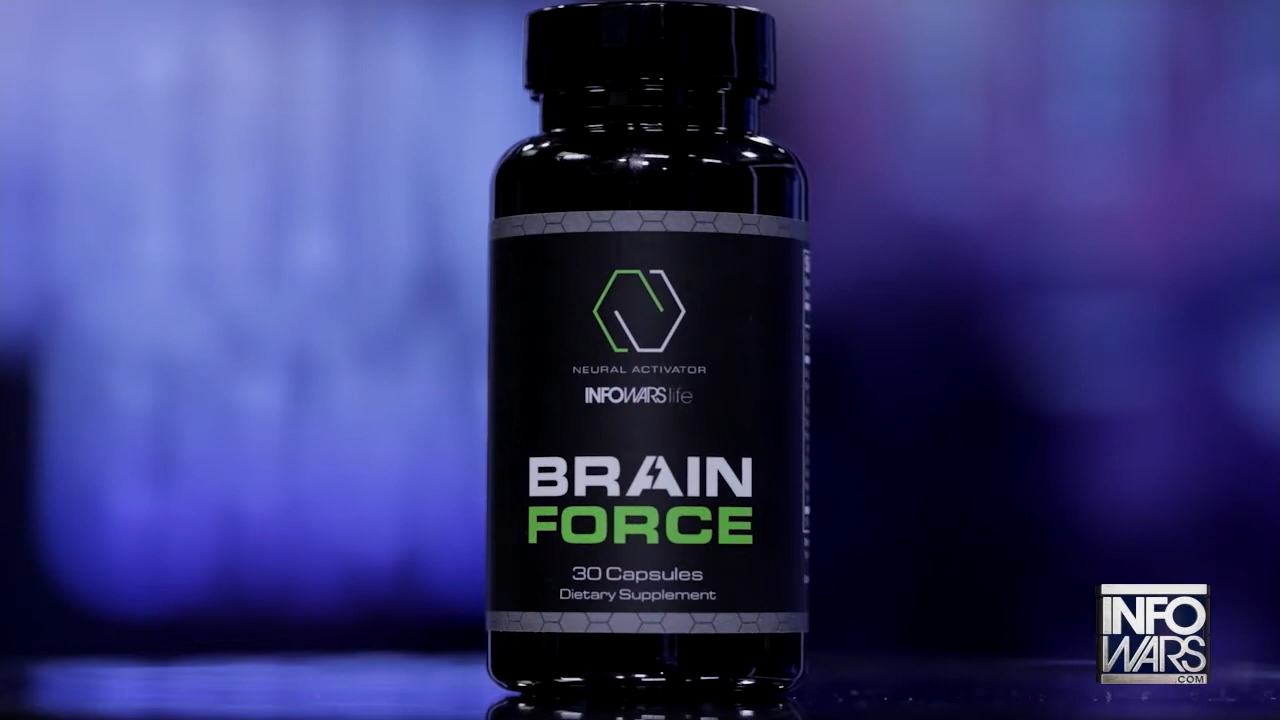 NEURAL ACTIVATOR
INFOWARS life
BRAIN
FORCE
30 Capsules
Dietary Supplement
INFO
WARS
.COM